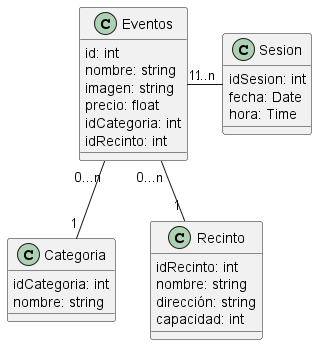 C Eventos
id: int
nombre: string
imagen: string
precio: float
idCategoria: int
idRecinto: int
C Sesion
idSesion: int
fecha: Date
hora: Time
1 1..n
0...n
1
0...n
1
C Categoria
idCategoria: int
nombre: string
C Recinto
idRecinto: int
nombre: string
dirección: string
capacidad: int